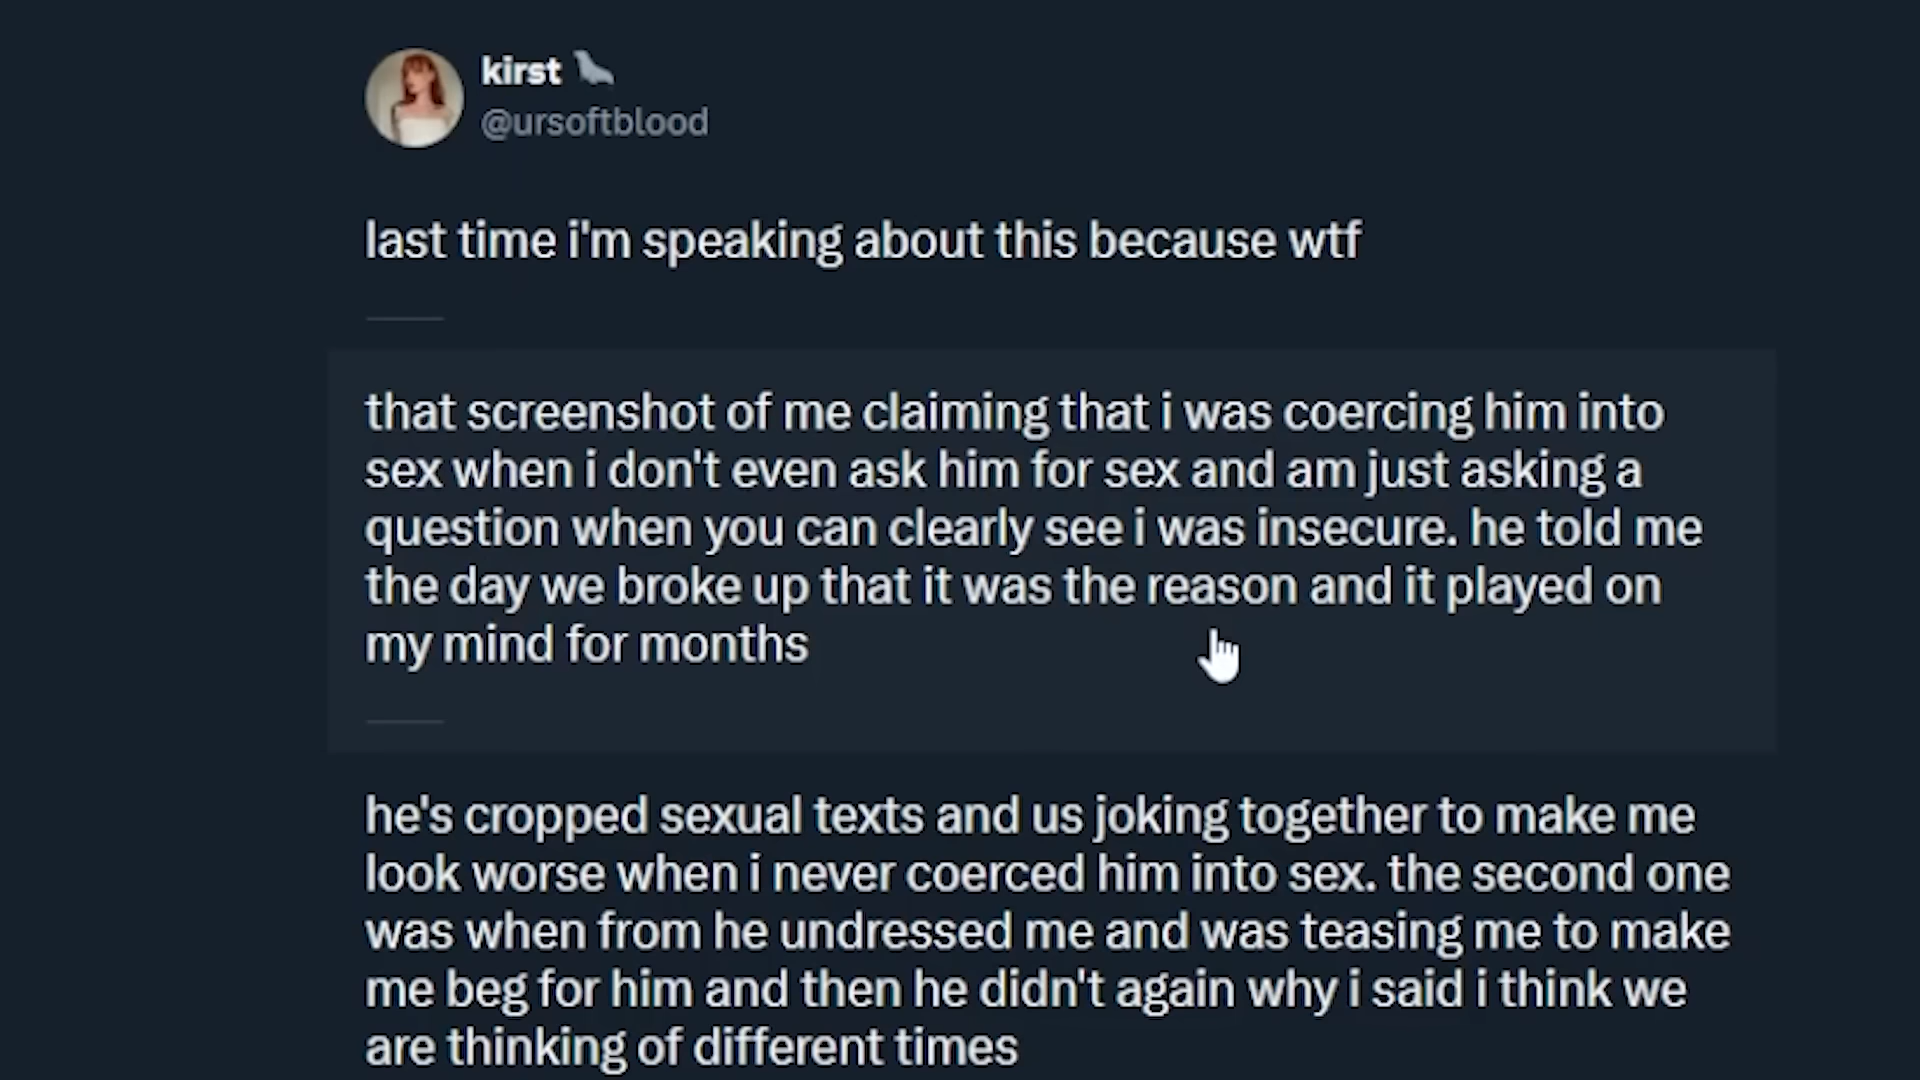 kirst
@ursoftblood
last time i'm speaking about this because wtf
that screenshot of me claiming that i was coercing him into
sex when i don't even ask him for sex and am just asking a
question when you can clearly see i was insecure. he told me
the day we broke up that it was the reason and it played on
my mind for months
he's cropped sexual texts and us joking together to make me
look worse when i never coerced him into sex. the second one
was when from he undressed me and was teasing me to make
me beg for him and then he didn't again why i said i think we
are thinking of different times